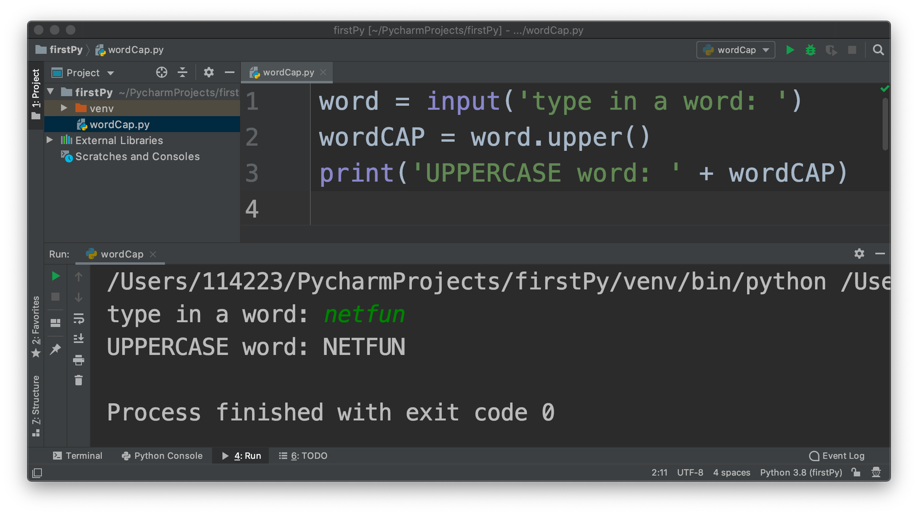 firstPy [~/PycharmProjects/firstPy] - .../wordCap.py
firstPy wordCap.py wordCap
1: Project
Project
wordCap.py
firstPy ~/PycharmProjects/first
venv
wordCap.py
External Libraries
Scratches and Consoles
1 word = input('type in a word: ')
2 wordCAP = word.upper()
3 print('UPPERCASE word: ' + wordCAP)
4
Run: wordCap
/Users/114223/PycharmProjects/firstPy/venv/bin/python /Use
type in a word: netfun
UPPERCASE word: NETFUN
Process finished with exit code 0
2: Favorites
Z: Structure
Terminal Python Console 4: Run 6: TODO Event Log
2:11 UTF-8 4 spaces Python 3.8 (firstPy)